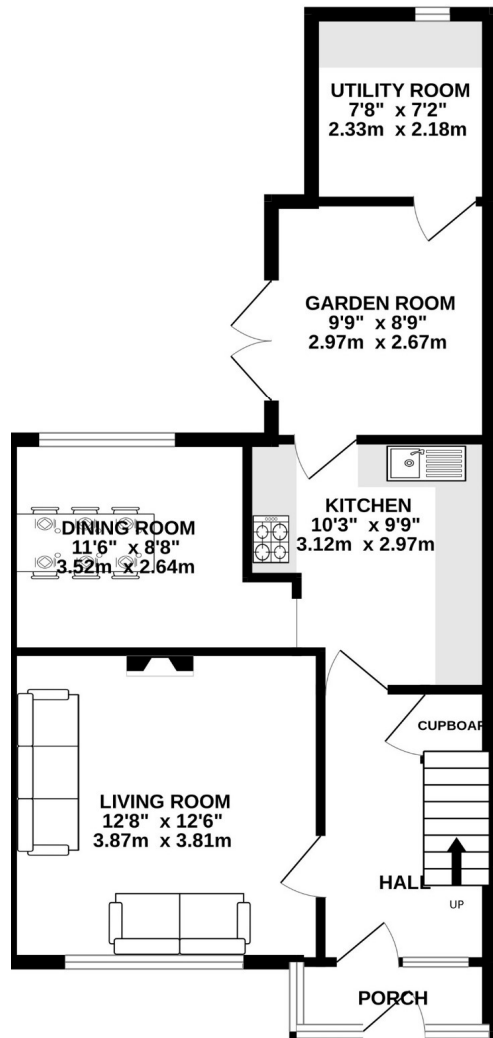 UTILITY ROOM
7'8" x 7'2"
2.33m x 2.18m
GARDEN ROOM
9'9" x 8'9"
2.97m x 2.67m
KITCHEN
10'3" x 9'9"
3.12m x 2.97m
DINING ROOM
11'6" x 8'8"
3.52m x 2.64m
CUPBOAR
LIVING ROOM
12'8" x 12'6"
3.87m x 3.81m
HALL
UP
PORCH